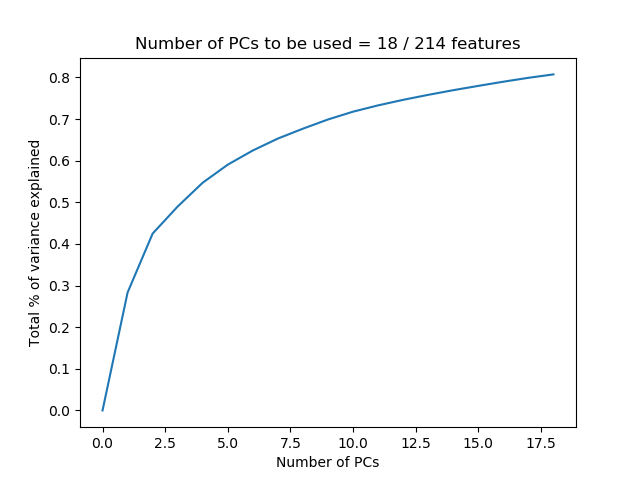 Number of PCs to be used = 18 / 214 features
Total % of variance explained
0.8
0.7
0.6
0.5
0.4
0.3
0.2
0.1
0.0
0.0 2.5 5.0 7.5 10.0 12.5 15.0 17.5
Number of PCs